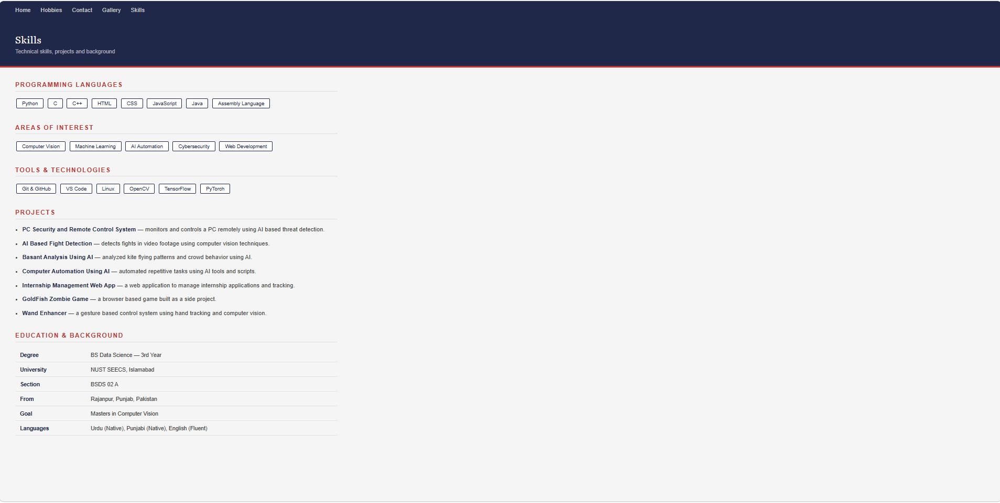 Home Hobbies Contact Gallery Skills
Skills
Technical skills, projects and background
PROGRAMMING LANGUAGES
Python C C++ HTML CSS JavaScript Java Assembly Language
AREAS OF INTEREST
Computer Vision Machine Learning AI Automation Cybersecurity Web Development
TOOLS & TECHNOLOGIES
Git & GitHub VS Code Linux OpenCV TensorFlow PyTorch
PROJECTS
• PC Security and Remote Control System — monitors and controls a PC remotely using AI based threat detection.
• AI Based Fight Detection — detects fights in video footage using computer vision techniques.
• Basant Analysis Using AI — analyzed kite flying patterns and crowd behavior using AI.
• Computer Automation Using AI — automated repetitive tasks using AI tools and scripts.
• Internship Management Web App — a web application to manage internship applications and tracking.
• GoldFish Zombie Game — a browser based game built as a side project.
• Wand Enhancer — a gesture based control system using hand tracking and computer vision.
EDUCATION & BACKGROUND
Degree BS Data Science — 3rd Year
University NUST SEECS, Islamabad
Section BSDS 02 A
From Rajanpur, Punjab, Pakistan
Goal Masters in Computer Vision
Languages Urdu (Native), Punjabi (Native), English (Fluent)